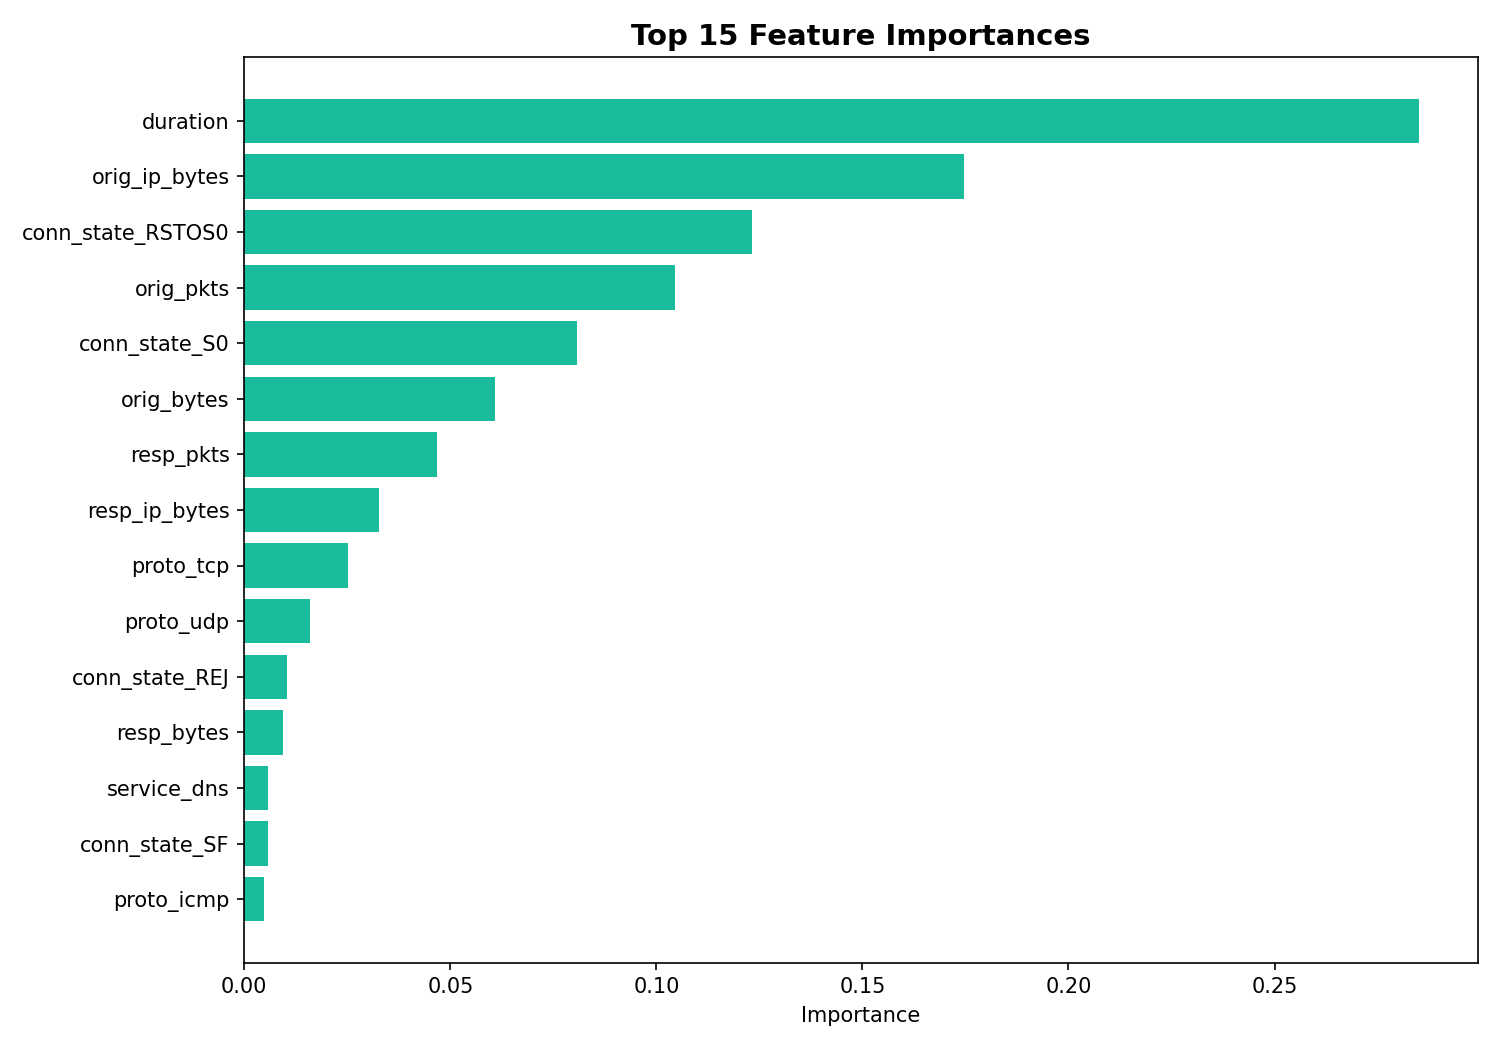 Top 15 Feature Importances
duration
orig_ip_bytes
conn_state_RSTOS0
orig_pkts
conn_state_S0
orig_bytes
resp_pkts
resp_ip_bytes
proto_tcp
proto_udp
conn_state_REJ
resp_bytes
service_dns
conn_state_SF
proto_icmp
0.00 0.05 0.10 0.15 0.20 0.25
Importance